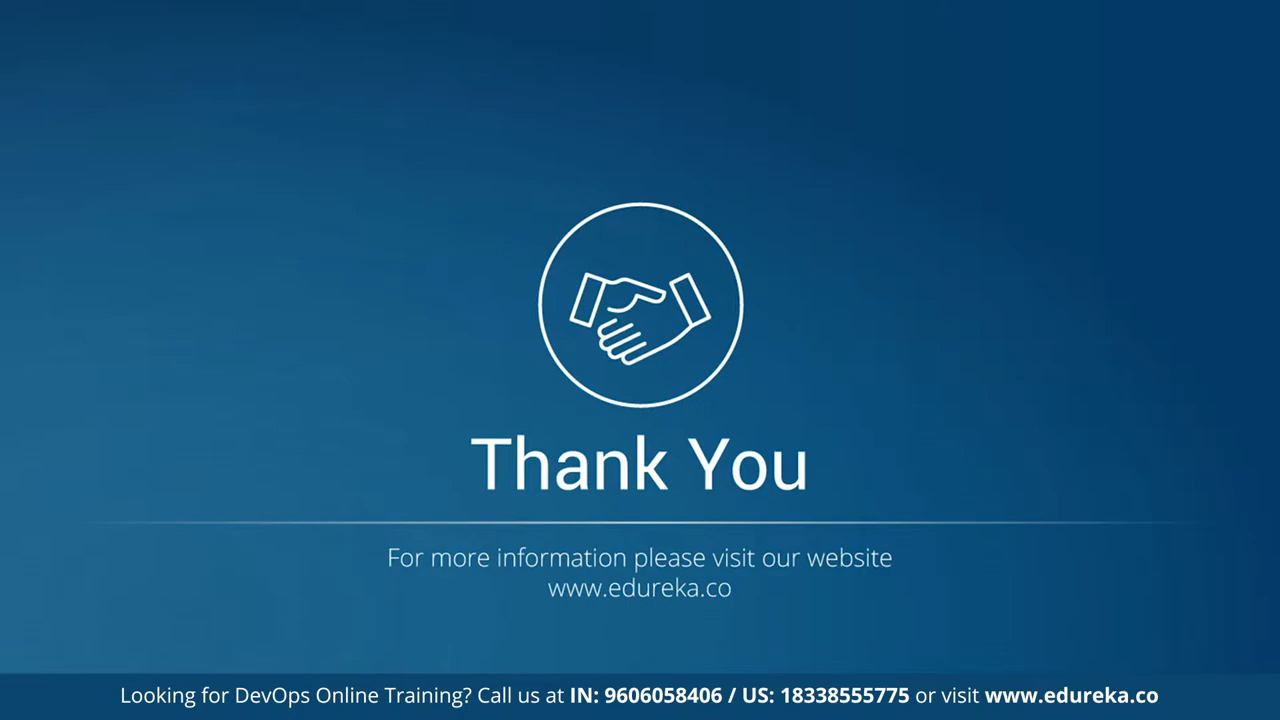 Thank You
For more information please visit our website
www.edureka.co
Looking for DevOps Online Training? Call us at IN: 9606058406 / US: 18338555775 or visit www.edureka.co